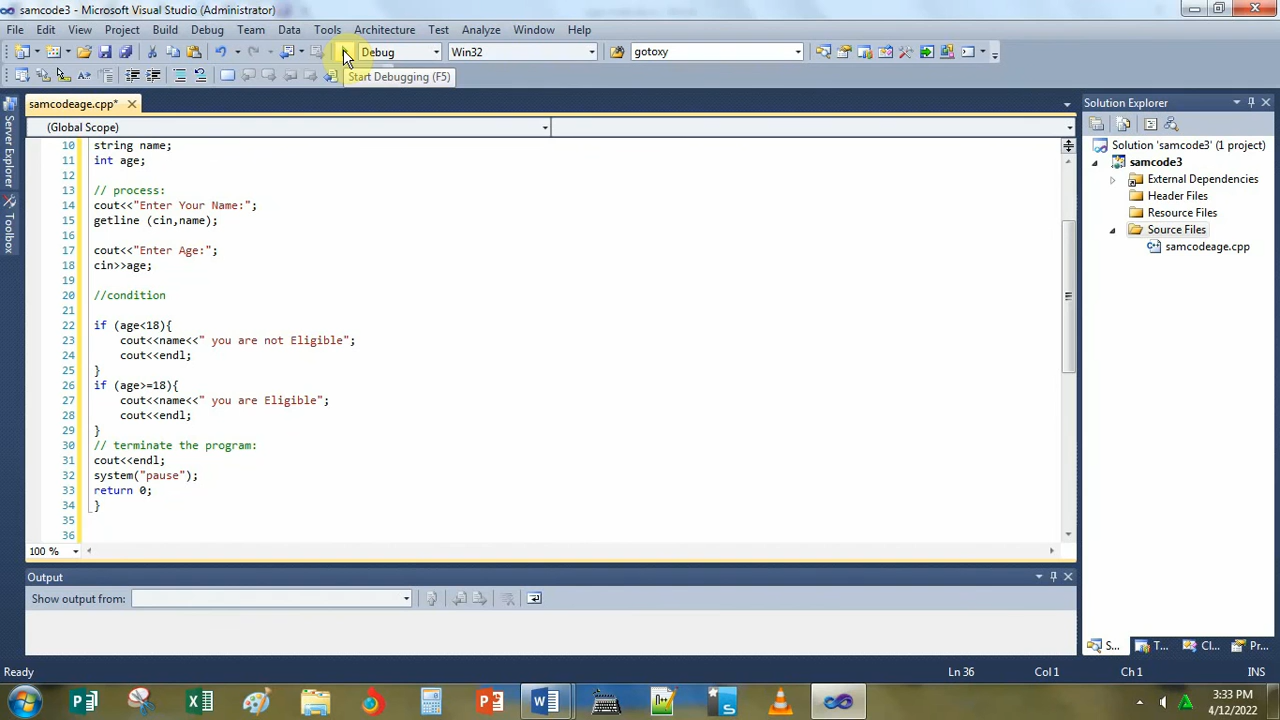 samcode3 - Microsoft Visual Studio (Administrator)
File Edit View Project Build Debug Team Data Tools Architecture Test Analyze Window Help
Debug Win32 gotoxy
Start Debugging (F5)
samcodeage.cpp*
(Global Scope)
10 string name;
11 int age;
12
13 // process:
14 cout<<"Enter Your Name:";
15 getline (cin,name);
16
17 cout<<"Enter Age:";
18 cin>>age;
19
20 //condition
21
22 if (age<18){
23 cout<<name<<" you are not Eligible";
24 cout<<endl;
25 }
26 if (age>=18){
27 cout<<name<<" you are Eligible";
28 cout<<endl;
29 }
30 // terminate the program:
31 cout<<endl;
32 system("pause");
33 return 0;
34 }
35
36
100 %
Output
Show output from:
Server Explorer
Toolbox
Solution Explorer
Solution 'samcode3' (1 project)
samcode3
External Dependencies
Header Files
Resource Files
Source Files
samcodeage.cpp
S... T... Cl... Pr...
Ready Ln 36 Col 1 Ch 1 INS
3:33 PM
4/12/2022